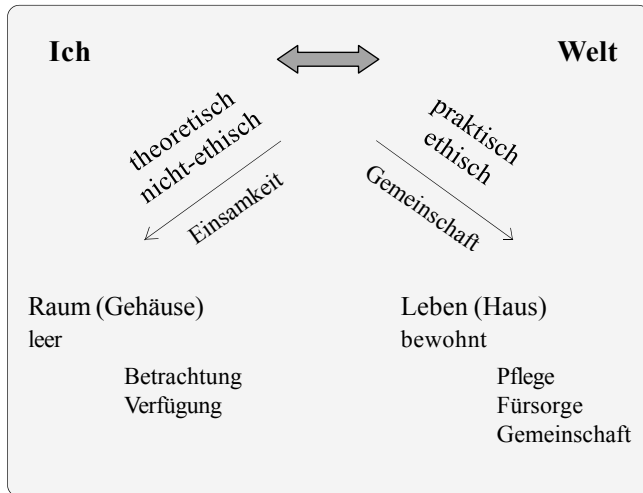 Ich
Welt
theoretisch
nicht-ethisch
Einsamkeit
praktisch
ethisch
Gemeinschaft
Raum (Gehäuse)
leer
Betrachtung
Verfügung
Leben (Haus)
bewohnt
Pflege
Fürsorge
Gemeinschaft